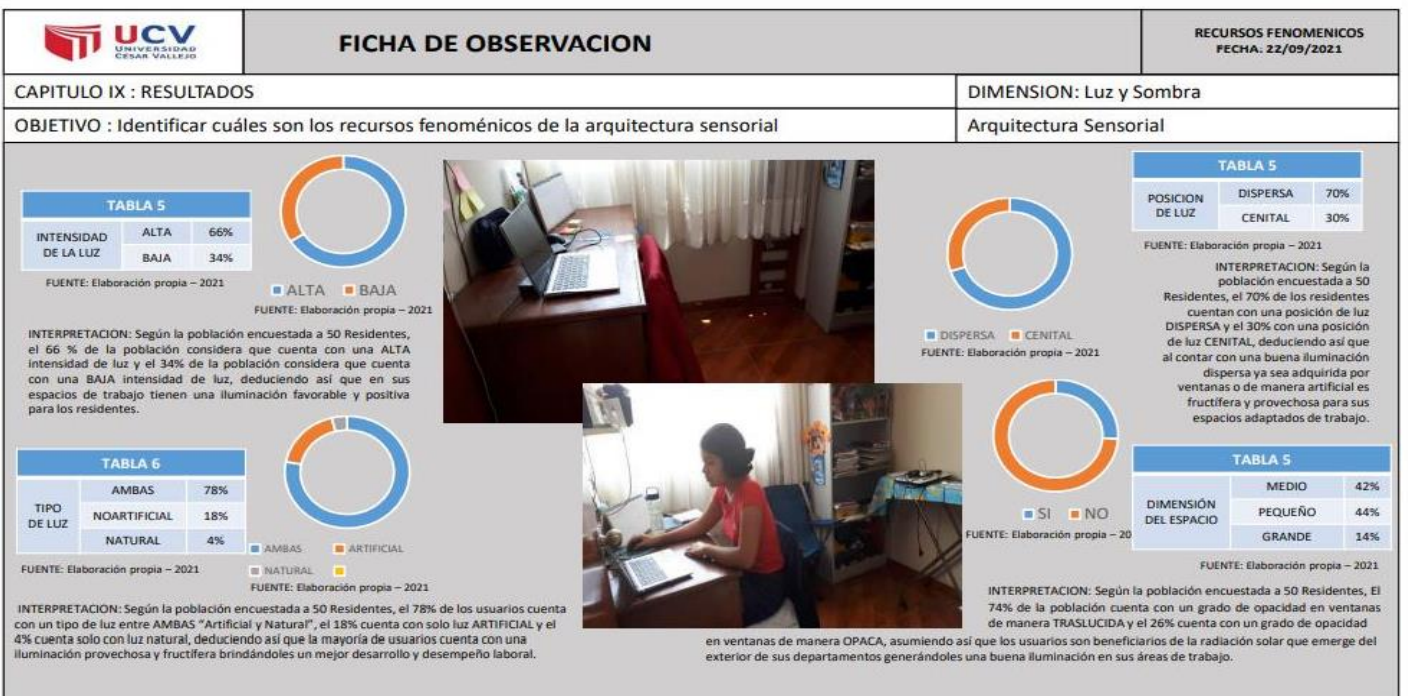 UCV
UNIVERSIDAD
CÉSAR VALLEJO
FICHA DE OBSERVACION
RECURSOS FENOMENICOS
FECHA: 22/09/2021
CAPITULO IX : RESULTADOS
DIMENSION: Luz y Sombra
OBJETIVO : Identificar cuáles son los recursos fenoménicos de la arquitectura sensorial
Arquitectura Sensorial
TABLA 5
INTENSIDAD DE LA LUZ
ALTA 66%
BAJA 34%
FUENTE: Elaboración propia – 2021
ALTA BAJA
FUENTE: Elaboración propia – 2021
INTERPRETACION: Según la población encuestada a 50 Residentes,
el 66 % de la población considera que cuenta con una ALTA
intensidad de luz y el 34% de la población considera que cuenta
con una BAJA intensidad de luz, deduciendo así que en sus
espacios de trabajo tienen una iluminación favorable y positiva
para los residentes.
TABLA 6
TIPO DE LUZ
AMBAS 78%
NOARTIFICIAL 18%
NATURAL 4%
FUENTE: Elaboración propia – 2021
AMBAS ARTIFICIAL
NATURAL
FUENTE: Elaboración propia – 2021
INTERPRETACION: Según la población encuestada a 50 Residentes, el 78% de los usuarios cuenta
con un tipo de luz entre AMBAS “Artificial y Natural”, el 18% cuenta con solo luz ARTIFICIAL y el
4% cuenta solo con luz natural, deduciendo así que la mayoría de usuarios cuenta con una
iluminación provechosa y fructífera brindándoles un mejor desarrollo y desempeño laboral.
TABLA 5
POSICION DE LUZ
DISPERSA 70%
CENITAL 30%
FUENTE: Elaboración propia – 2021
DISPERSA CENITAL
FUENTE: Elaboración propia – 2021
INTERPRETACION: Según la
población encuestada a 50
Residentes, el 70% de los residentes
cuentan con una posición de luz
DISPERSA y el 30% con una posición
de luz CENITAL, deduciendo así que
al contar con una buena iluminación
dispersa ya sea adquirida por
ventanas o de manera artificial es
fructífera y provechosa para sus
espacios adaptados de trabajo.
SI NO
FUENTE: Elaboración propia – 20
TABLA 5
DIMENSIÓN DEL ESPACIO
MEDIO 42%
PEQUEÑO 44%
GRANDE 14%
FUENTE: Elaboración propia – 2021
INTERPRETACION: Según la población encuestada a 50 Residentes, El
74% de la población cuenta con un grado de opacidad en ventanas
de manera TRASLUCIDA y el 26% cuenta con un grado de opacidad
en ventanas de manera OPACA, asumiendo así que los usuarios son beneficiarios de la radiación solar que emerge del
exterior de sus departamentos generándoles una buena iluminación en sus áreas de trabajo.